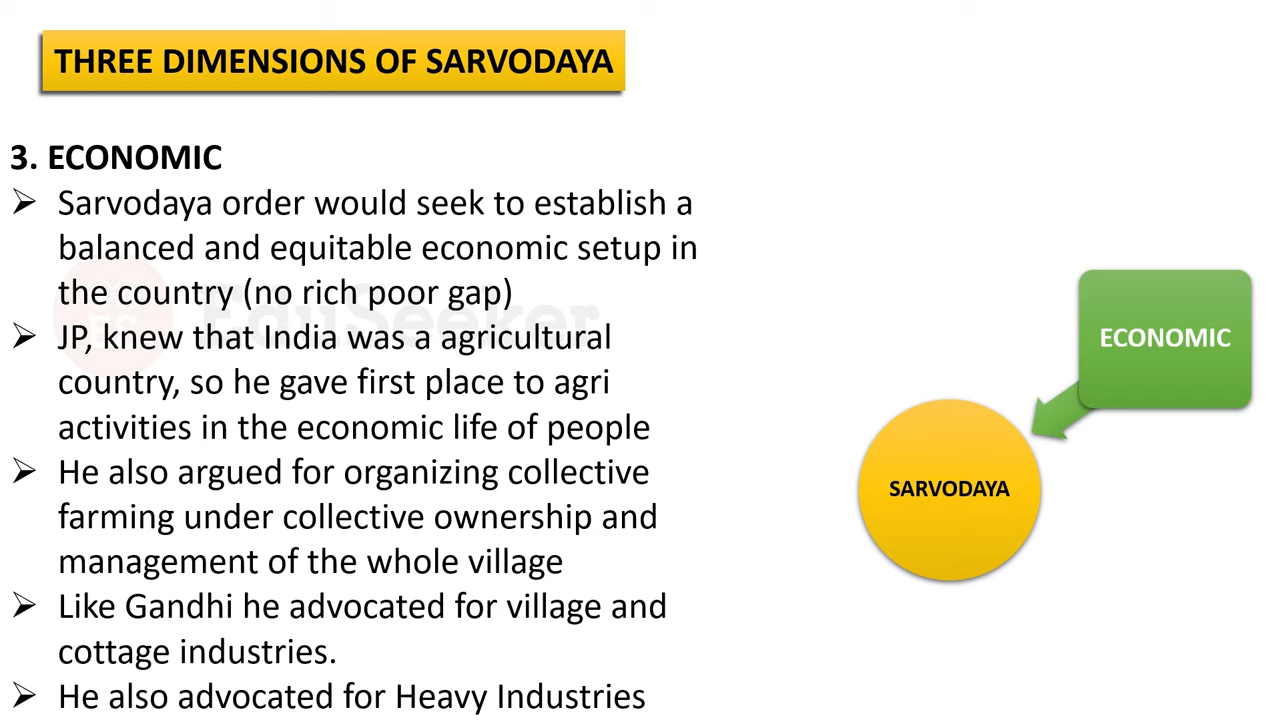 THREE DIMENSIONS OF SARVODAYA
3. ECONOMIC
➢ Sarvodaya order would seek to establish a
balanced and equitable economic setup in
the country (no rich poor gap)
➢ JP, knew that India was a agricultural
country, so he gave first place to agri
activities in the economic life of people
➢ He also argued for organizing collective
farming under collective ownership and
management of the whole village
➢ Like Gandhi he advocated for village and
cottage industries.
➢ He also advocated for Heavy Industries
ES EduSeeker
ECONOMIC
SARVODAYA